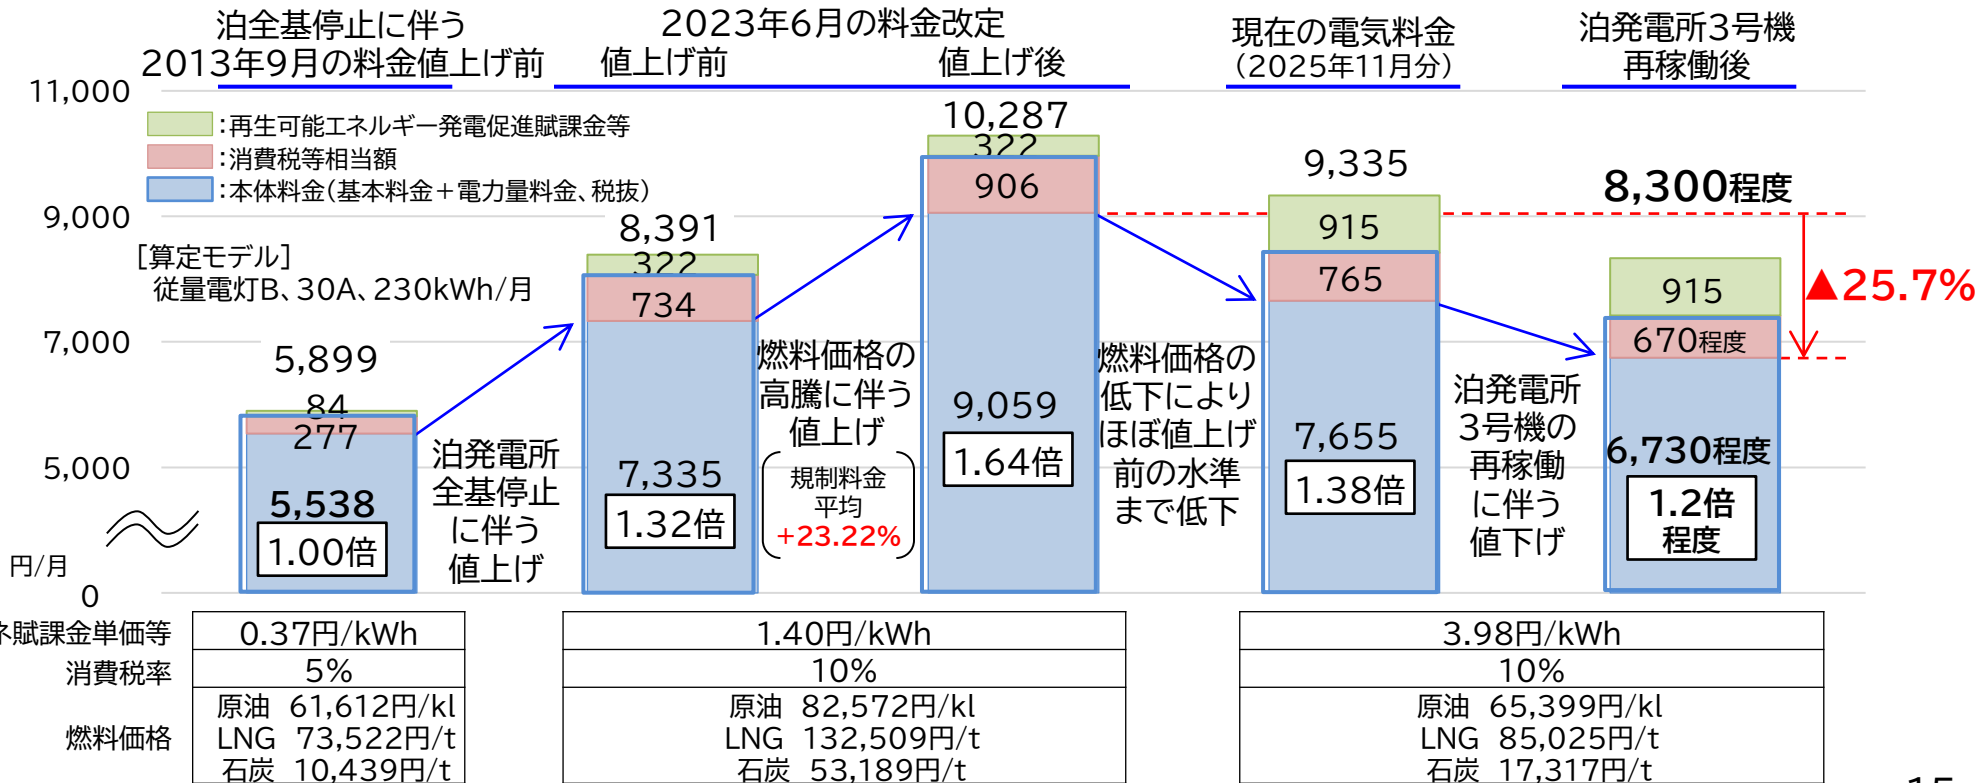 泊全基停止に伴う
2013年9月の料金値上げ前
2023年6月の料金改定
値上げ前
値上げ後
現在の電気料金
（2025年11月分）
泊発電所3号機
再稼働後
11,000
9,000
7,000
5,000
円/月
0
:再生可能エネルギー発電促進賦課金等
:消費税等相当額
:本体料金(基本料金＋電力量料金、税抜)
[算定モデル]
従量電灯B、30A、230kWh/月
5,899
84
277
5,538
1.00倍
泊発電所
全基停止
に伴う
値上げ
8,391
322
734
7,335
1.32倍
燃料価格の
高騰に伴う
値上げ
規制料金
平均
+23.22%
10,287
322
906
9,059
1.64倍
燃料価格の
低下により
ほぼ値上げ
前の水準
まで低下
9,335
915
765
7,655
1.38倍
泊発電所
3号機の
再稼働
に伴う
値下げ
8,300程度
915
670程度
6,730程度
1.2倍
程度
▲25.7%
賦課金単価等
0.37円/kWh
1.40円/kWh
3.98円/kWh
消費税率
5%
10%
10%
燃料価格
原油 61,612円/kl
LNG 73,522円/t
石炭 10,439円/t
原油 82,572円/kl
LNG 132,509円/t
石炭 53,189円/t
原油 65,399円/kl
LNG 85,025円/t
石炭 17,317円/t